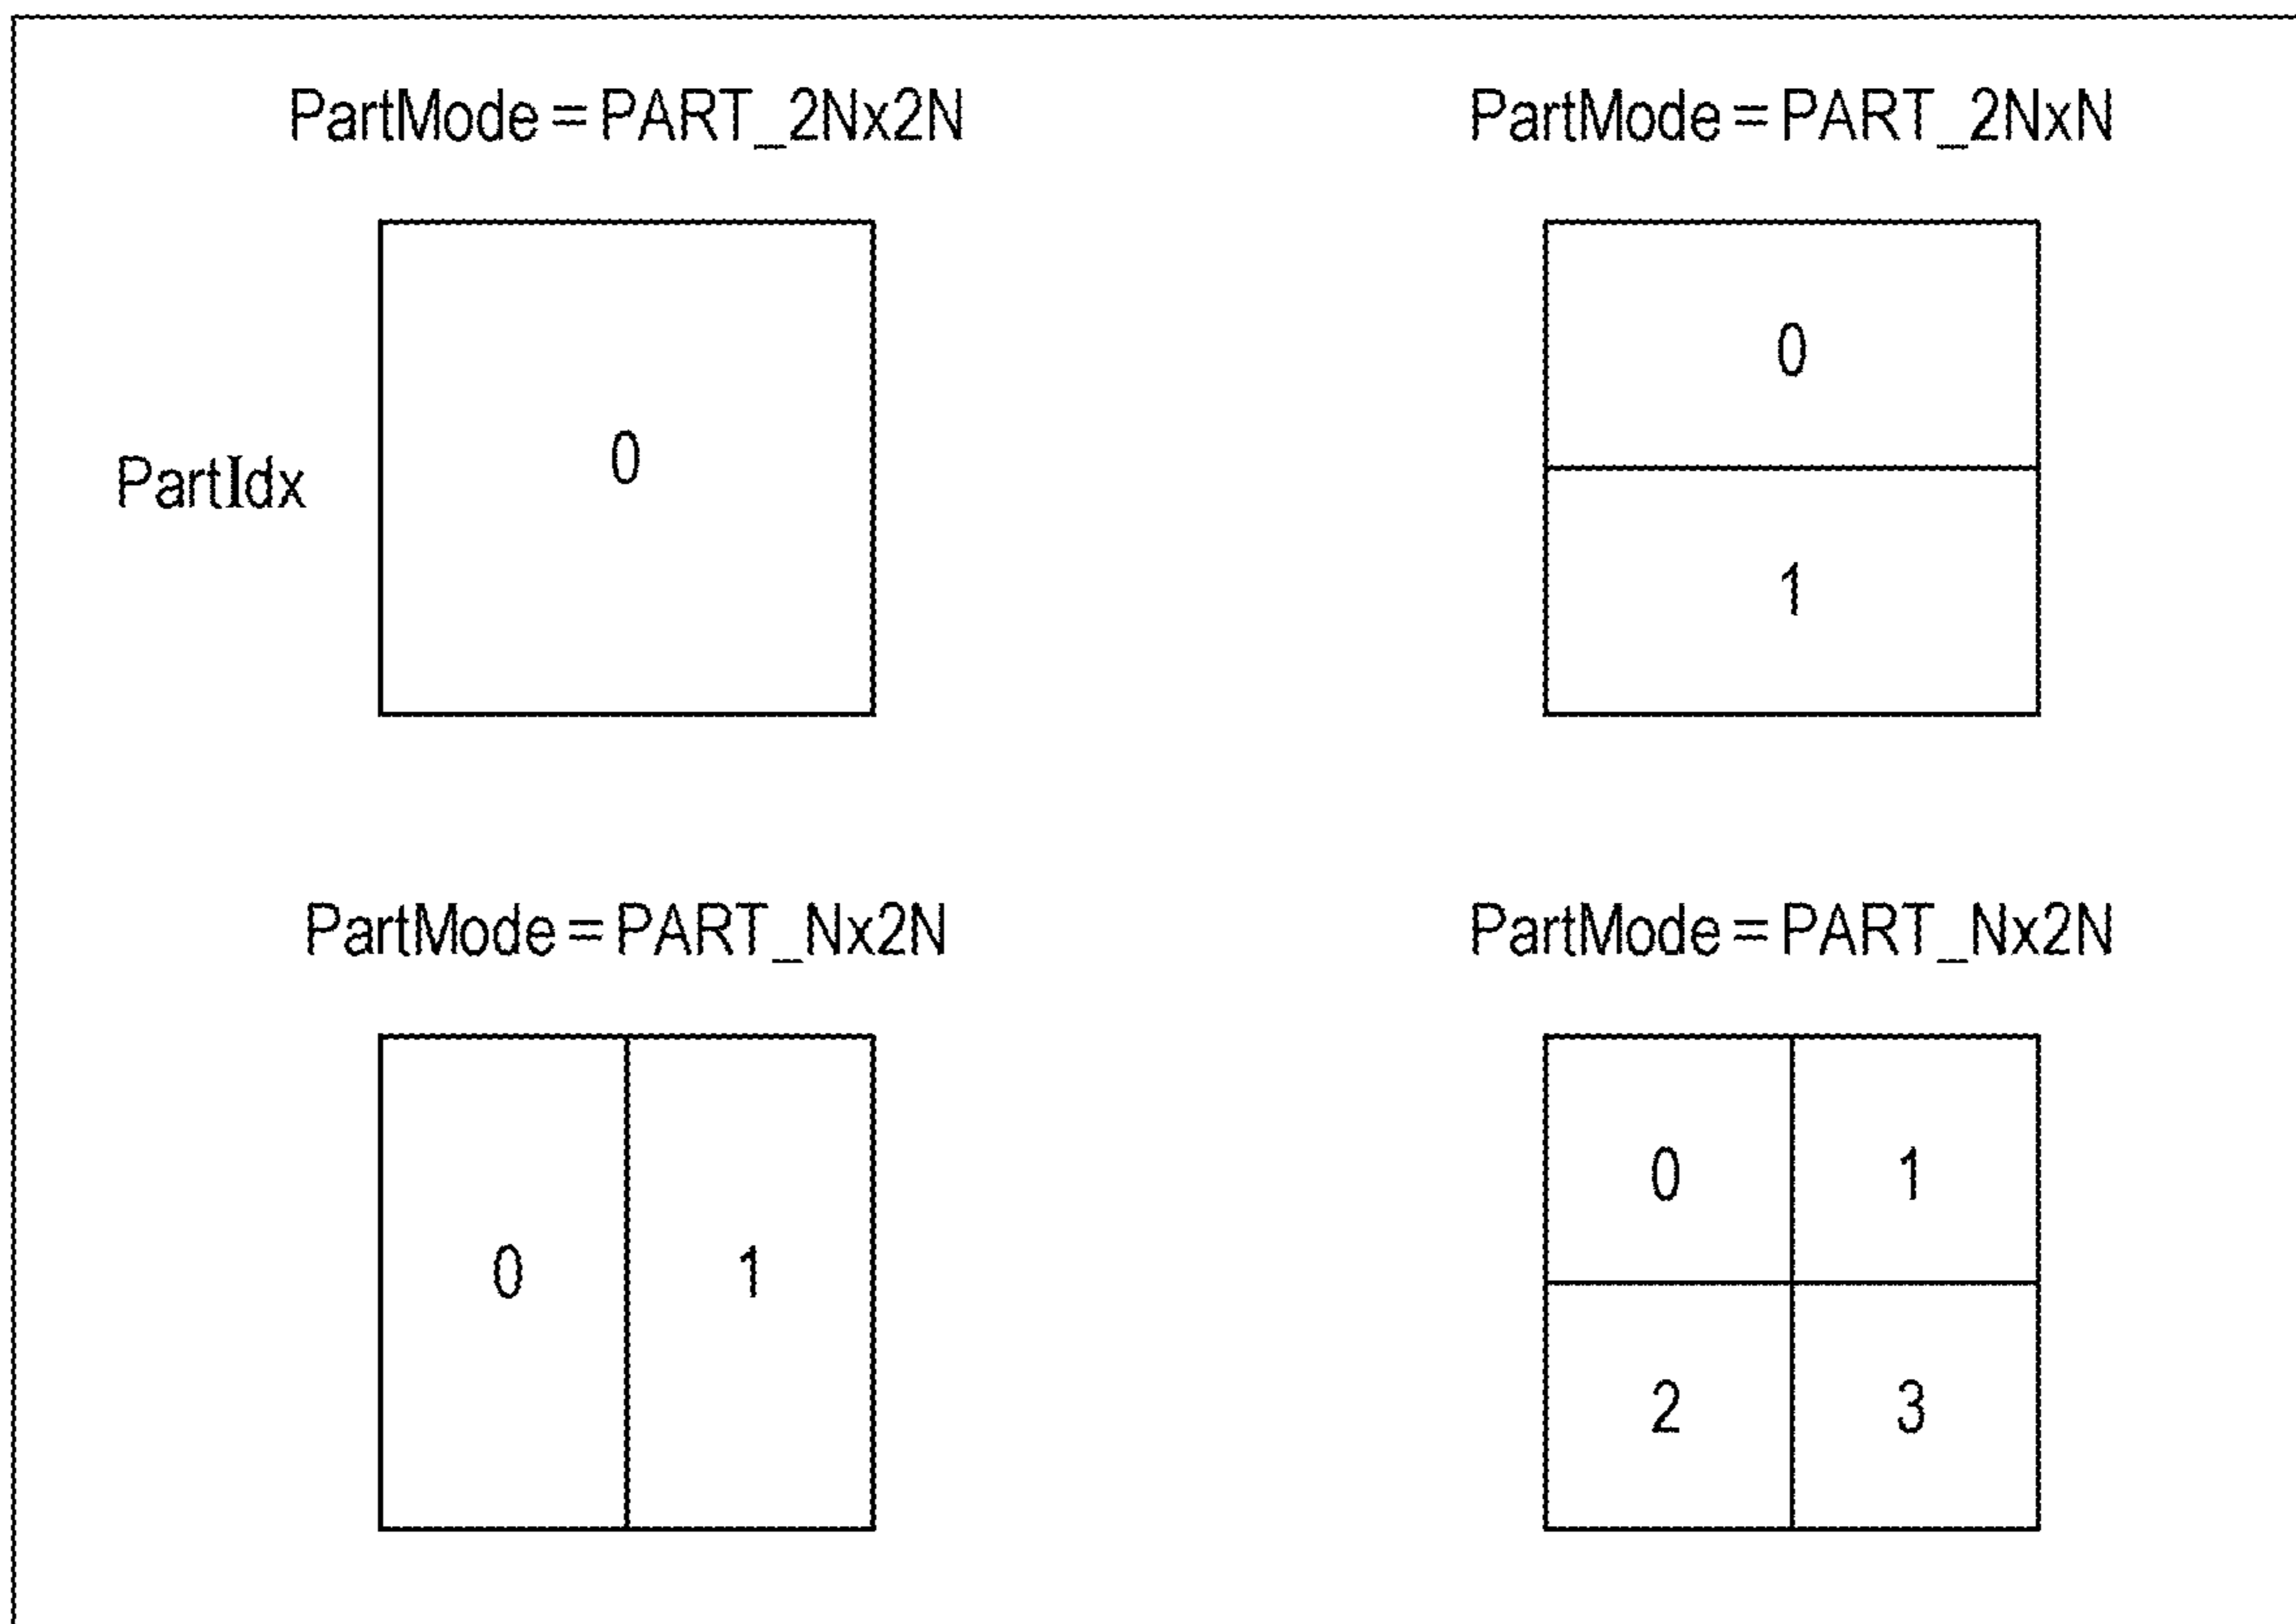 PartMode = PART_2Nx2N
PartMode = PART_2NxN
PartIdx
0
0
1
PartMode = PART_Nx2N
PartMode = PART_Nx2N
0 1
0 1
2 3